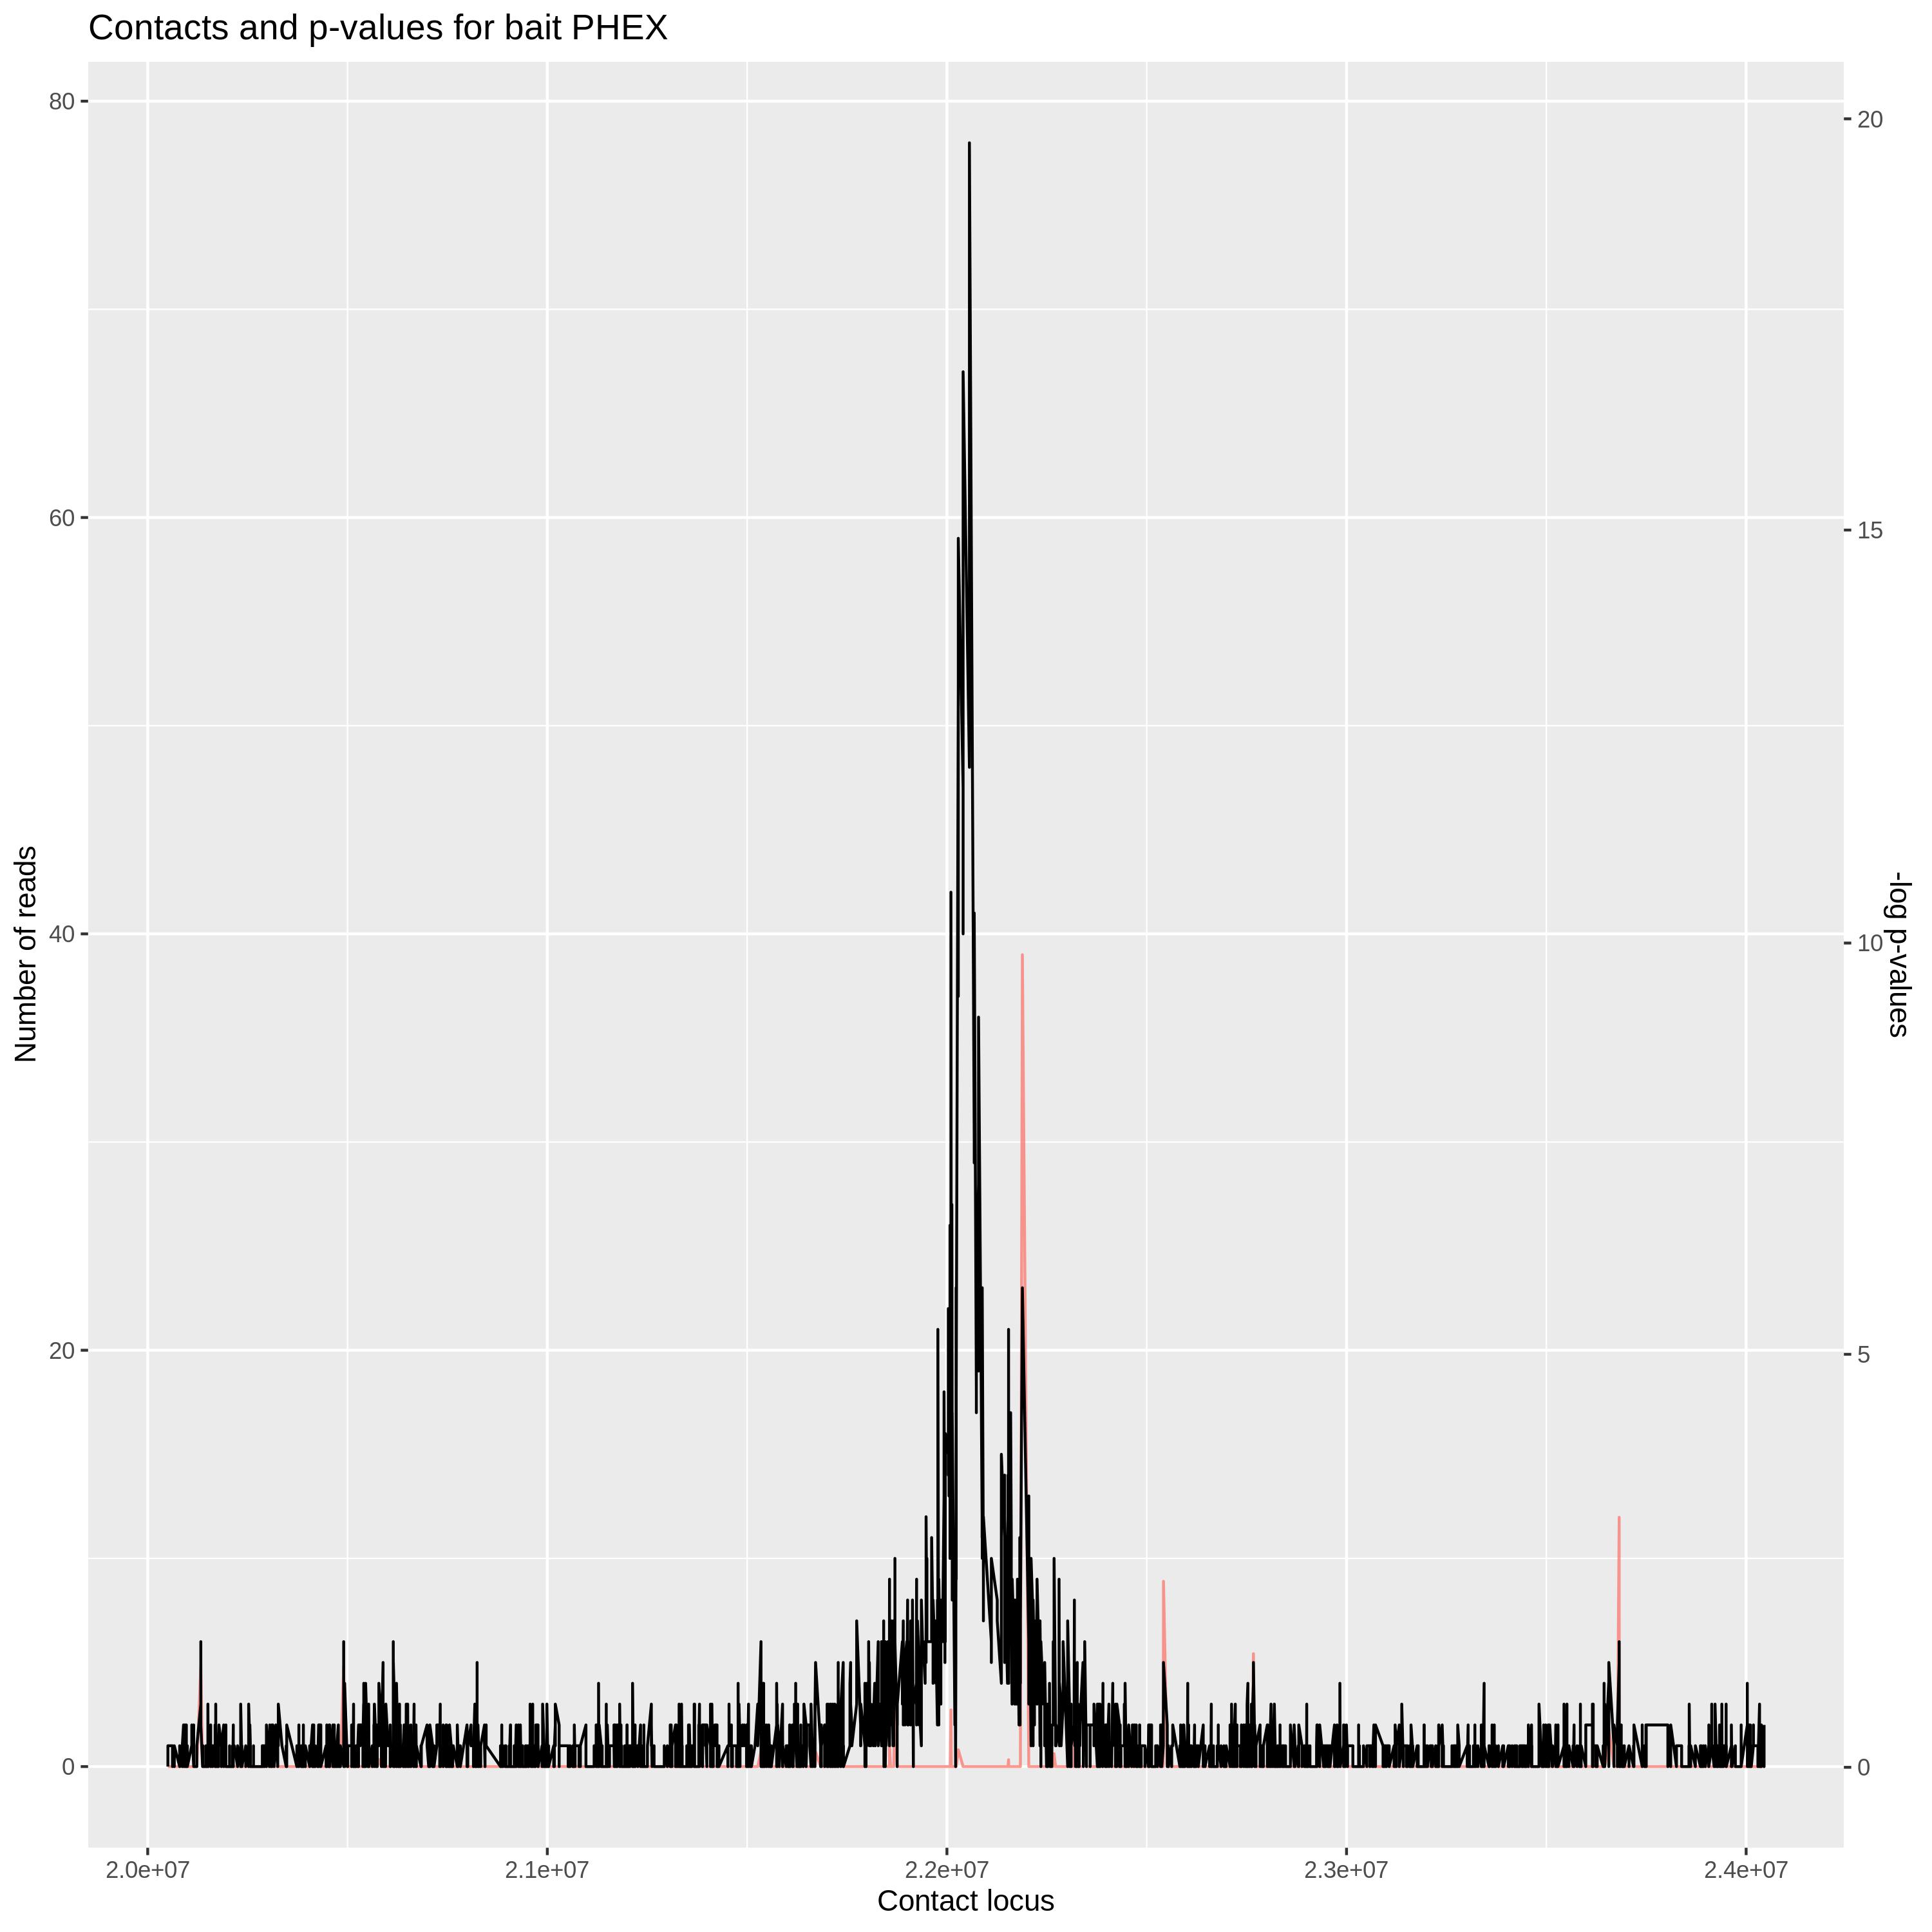 Contacts and p-values for bait PHEX
Number of reads
80
60
40
20
0
20
15
10
5
0
-log p-values
2.0e+07
2.1e+07
2.2e+07
2.3e+07
2.4e+07
Contact locus